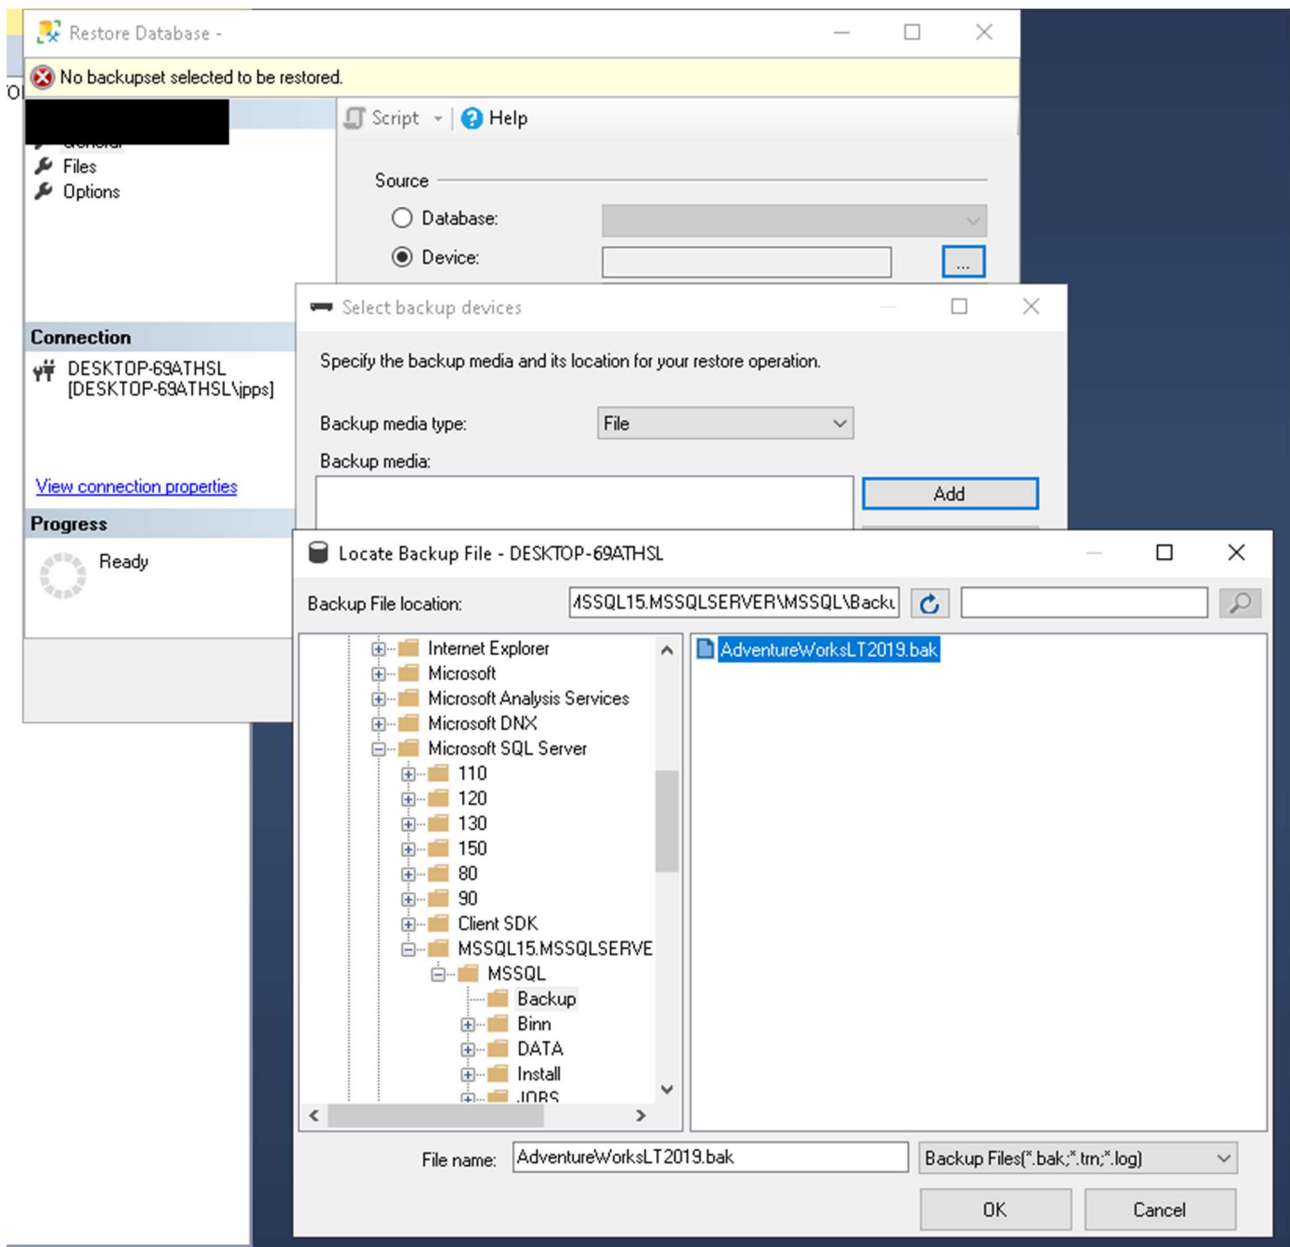 Restore Database -
No backupset selected to be restored.
Script
Help
General
Files
Options
Source
Database:
Device:
...
Select backup devices
Connection
DESKTOP-69ATHSL
[DESKTOP-69ATHSL\jpps]
Specify the backup media and its location for your restore operation.
Backup media type:
File
Backup media:
View connection properties
Add
Progress
Ready
Locate Backup File - DESKTOP-69ATHSL
Backup File location:
MSSQL15.MSSQLSERVER\MSSQL\Backu
Internet Explorer
AdventureWorksLT2019.bak
Microsoft
Microsoft Analysis Services
Microsoft DNX
Microsoft SQL Server
110
120
130
150
80
90
Client SDK
MSSQL15.MSSQLSERVE
MSSQL
Backup
Binn
DATA
Install
JOBS
File name:
AdventureWorksLT2019.bak
Backup Files(*.bak;*.trn;*.log)
OK
Cancel